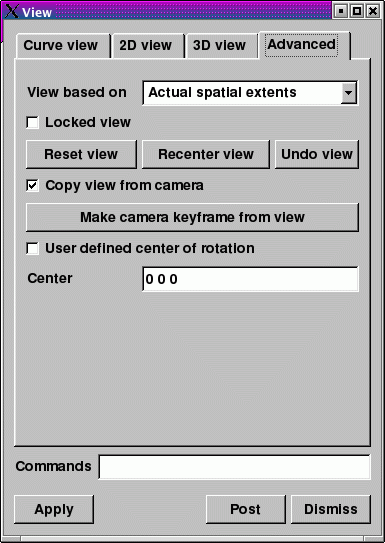 View
Curve view 2D view 3D view Advanced
View based on Actual spatial extents
Locked view
Reset view Recenter view Undo view
Copy view from camera
Make camera keyframe from view
User defined center of rotation
Center 0 0 0
Commands
Apply Post Dismiss